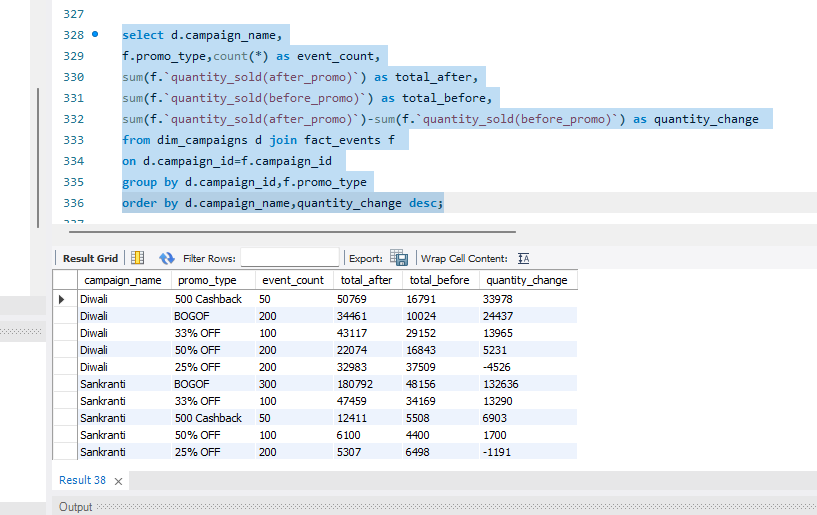 327
328 select d.campaign_name,
329 f.promo_type,count(*) as event_count,
330 sum(f.`quantity_sold(after_promo)`) as total_after,
331 sum(f.`quantity_sold(before_promo)`) as total_before,
332 sum(f.`quantity_sold(after_promo)`)-sum(f.`quantity_sold(before_promo)`) as quantity_change
333 from dim_campaigns d join fact_events f
334 on d.campaign_id=f.campaign_id
335 group by d.campaign_id,f.promo_type
336 order by d.campaign_name,quantity_change desc;
Result Grid Filter Rows: Export: Wrap Cell Content: IA
campaign_name promo_type event_count total_after total_before quantity_change
Diwali 500 Cashback 50 50769 16791 33978
Diwali BOGOF 200 34461 10024 24437
Diwali 33% OFF 100 43117 29152 13965
Diwali 50% OFF 200 22074 16843 5231
Diwali 25% OFF 200 32983 37509 -4526
Sankranti BOGOF 300 180792 48156 132636
Sankranti 33% OFF 100 47459 34169 13290
Sankranti 500 Cashback 50 12411 5508 6903
Sankranti 50% OFF 100 6100 4400 1700
Sankranti 25% OFF 200 5307 6498 -1191
Result 38
Output